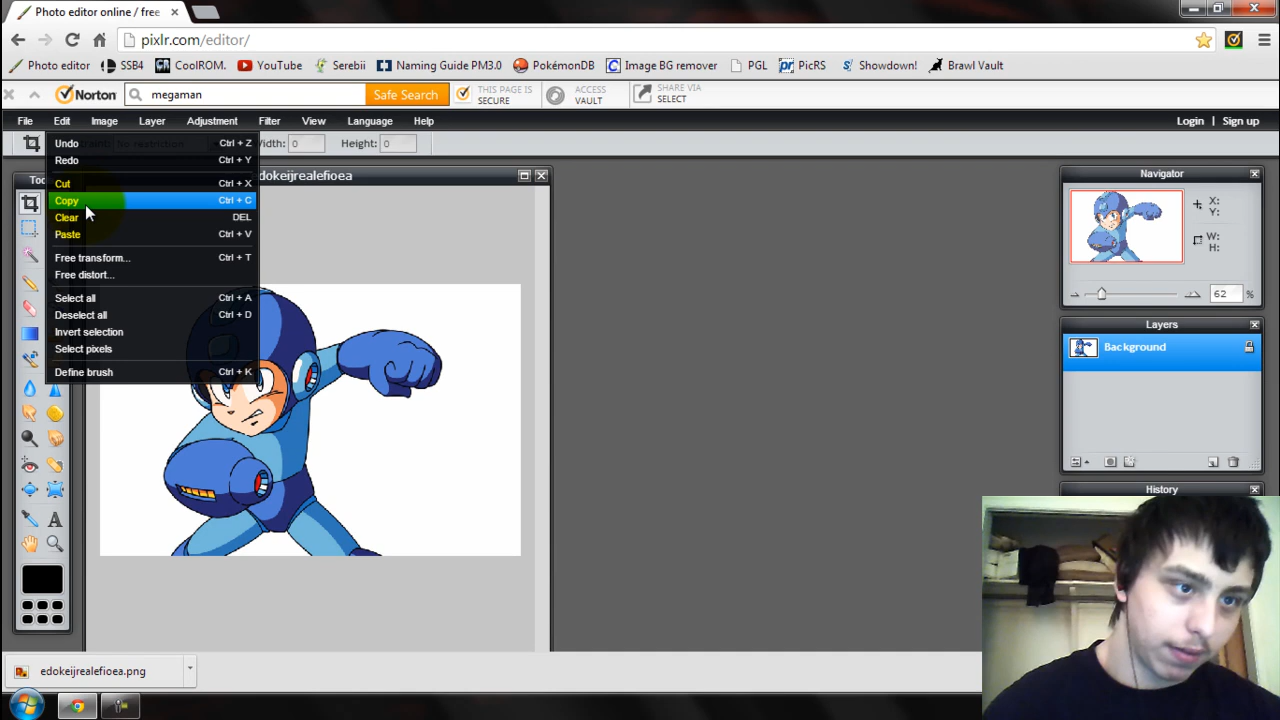 Photo editor online / free
pixlr.com/editor/
Photo editor SSB4 CoolROM. YouTube Serebii Naming Guide PM3.0 PokémonDB Image BG remover PGL PicRS Showdown! Brawl Vault
Norton megaman Safe Search THIS PAGE IS SECURE ACCESS VAULT SHARE VIA SELECT
File Edit Image Layer Adjustment Filter View Language Help Login | Sign up
No restriction Width: 0 Height: 0
Undo Ctrl + Z
Redo Ctrl + Y
Cut Ctrl + X
Copy Ctrl + C
Clear DEL
Paste Ctrl + V
Free transform... Ctrl + T
Free distort...
Select all Ctrl + A
Deselect all Ctrl + D
Invert selection
Select pixels
Define brush Ctrl + K
edokeijrealefioea
Navigator
X:
Y:
W:
H:
62 %
Layers
Background
History
A
edokeijrealefioea.png